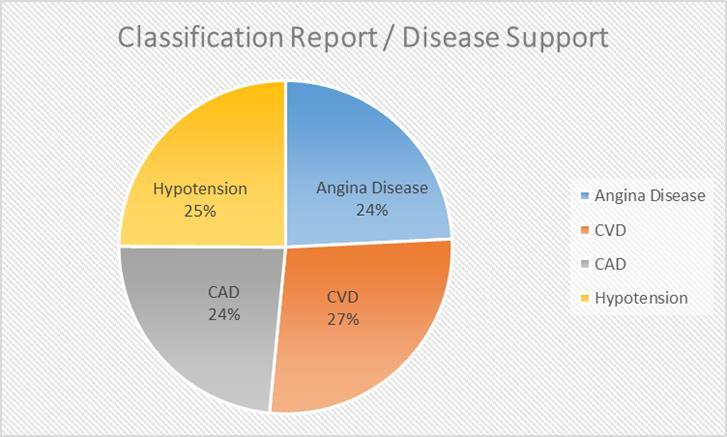 Classification Report / Disease Support
Hypotension
25%
Angina Disease
24%
CAD
24%
CVD
27%
Angina Disease
CVD
CAD
Hypotension